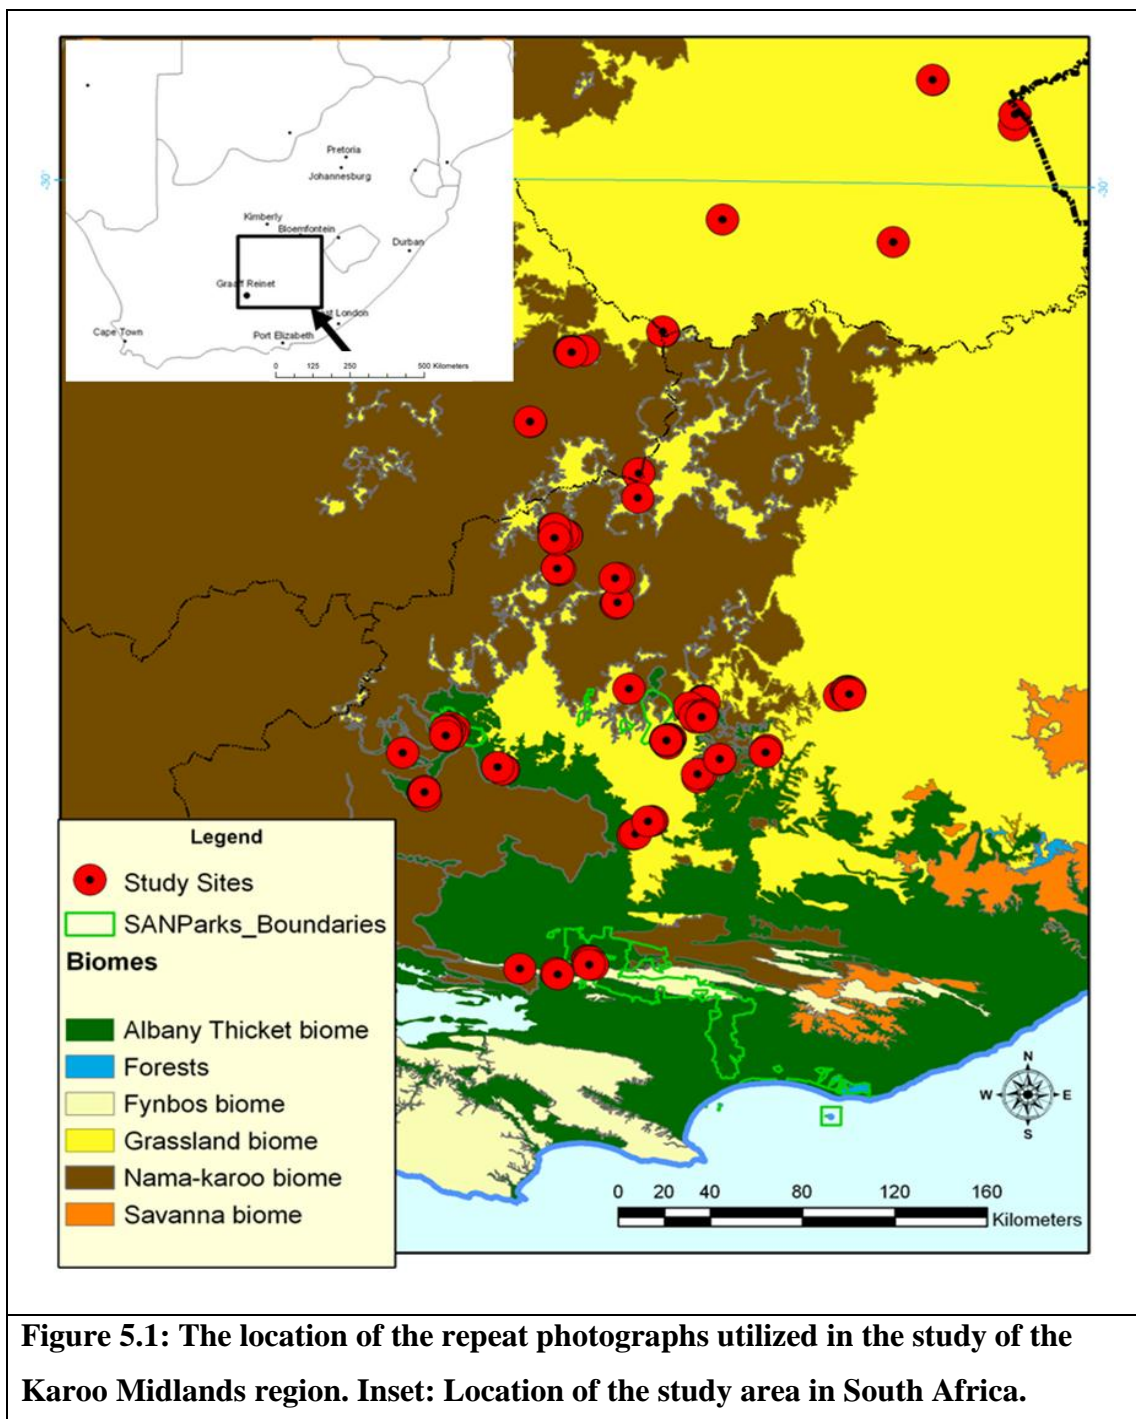 -30°
-30°
Pretoria
Johannesburg
Kimberly
Bloemfontein
Durban
Graaff Reinet
st London
Cape Town
Port Elizabeth
0 125 250 500 Kilometers
Legend
Study Sites
SANParks_Boundaries
Biomes
Albany Thicket biome
Forests
Fynbos biome
Grassland biome
Nama-karoo biome
Savanna biome
N
W E
S
0 20 40 80 120 160
Kilometers
Figure 5.1: The location of the repeat photographs utilized in the study of the
Karoo Midlands region. Inset: Location of the study area in South Africa.